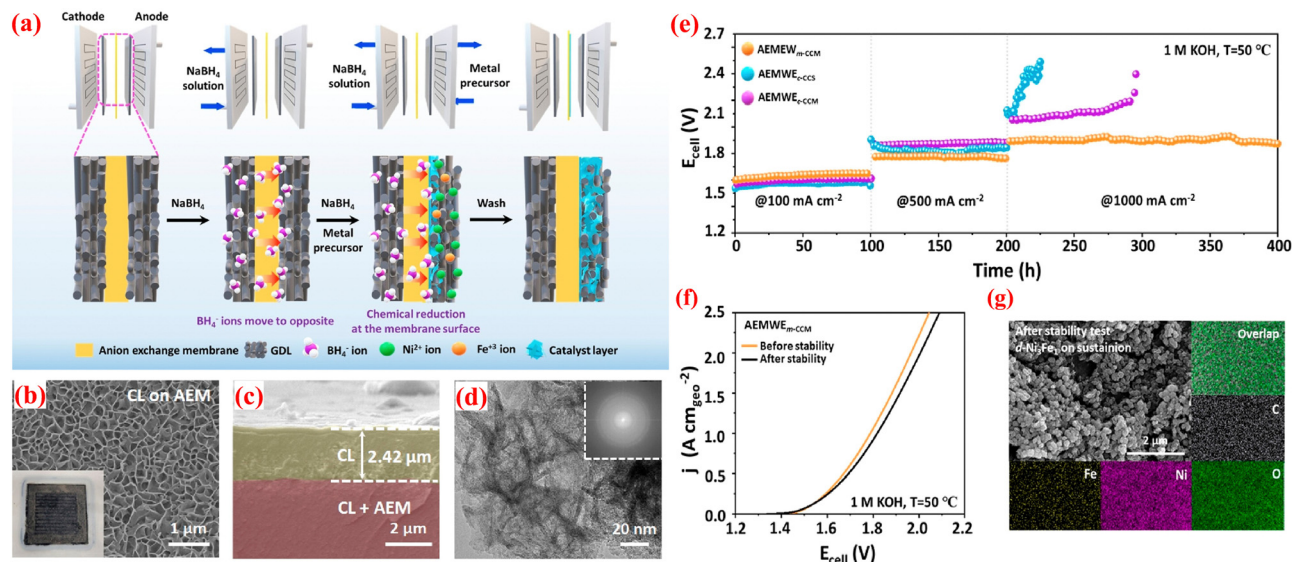 (a)
Cathode
Anode
NaBH4
solution
NaBH4
solution
Metal
precursor
NaBH4
NaBH4
Metal
precursor
Wash
BH4- ions move to opposite
Chemical reduction
at the membrane surface
Anion exchange membrane
GDL
BH4- ion
Ni2+ ion
Fe+3 ion
Catalyst layer
(b)
CL on AEM
1 μm
(c)
CL
2.42 μm
CL + AEM
2 μm
(d)
20 nm
(e)
2.7
2.4
2.1
1.8
1.5
1.2
Ecell (V)
AEMEWm-CCM
AEMWEc-CCS
AEMWEc-CCM
1 M KOH, T=50 ℃
@100 mA cm-2
@500 mA cm-2
@1000 mA cm-2
0 50 100 150 200 250 300 350 400
Time (h)
(f)
2.5
2.0
1.5
1.0
0.5
0.0
j (A cmgeo-2)
AEMWEm-CCM
Before stability
After stability
1 M KOH, T=50 ℃
1.2 1.4 1.6 1.8 2.0 2.2
Ecell (V)
(g)
After stability test
d-Ni3Fe1 on sustainion
2 μm
Overlap
C
Fe
Ni
O